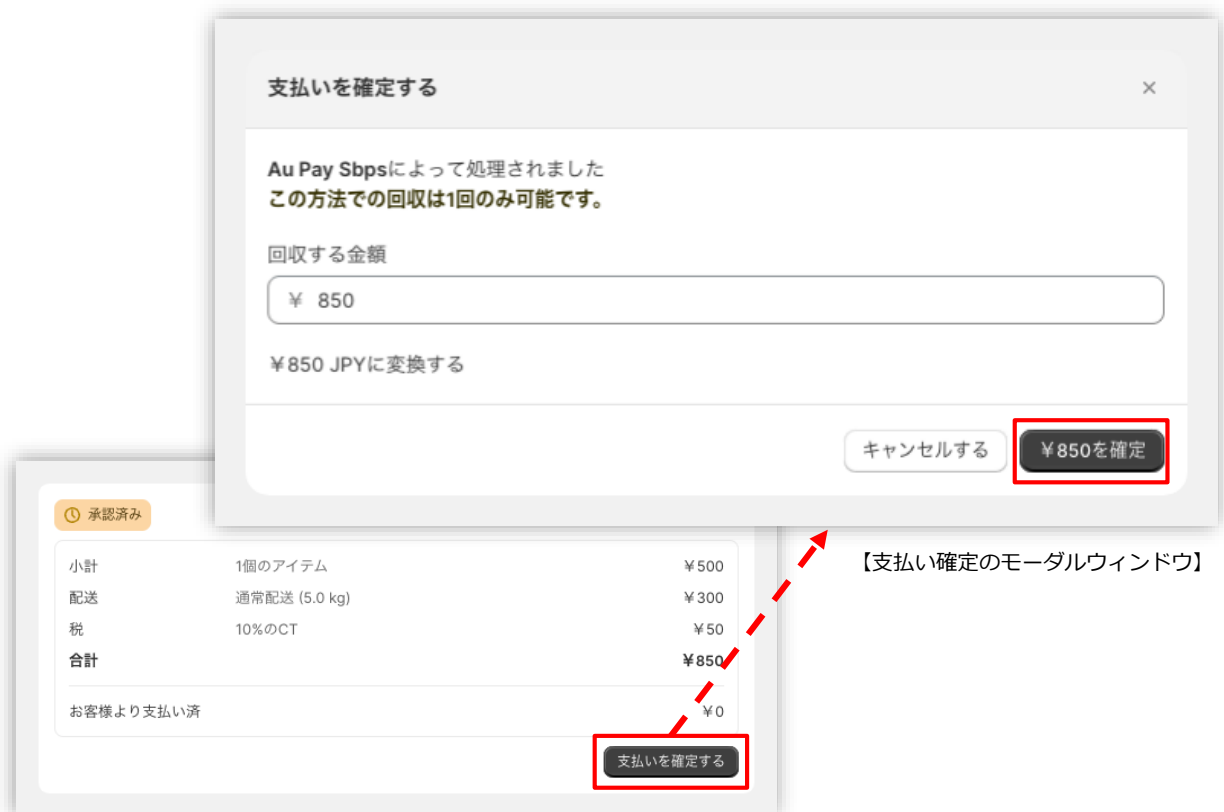 支払いを確定する
×
Au Pay Sbpsによって処理されました
この方法での回収は1回のみ可能です。
回収する金額
¥ 850
¥850 JPYに変換する
キャンセルする
¥850を確定
【支払い確定のモーダルウィンドウ】
承認済み
小計 1個のアイテム ¥500
配送 通常配送 (5.0 kg) ¥300
税 10%のCT ¥50
合計 ¥850
お客様より支払い済 ¥0
支払いを確定する